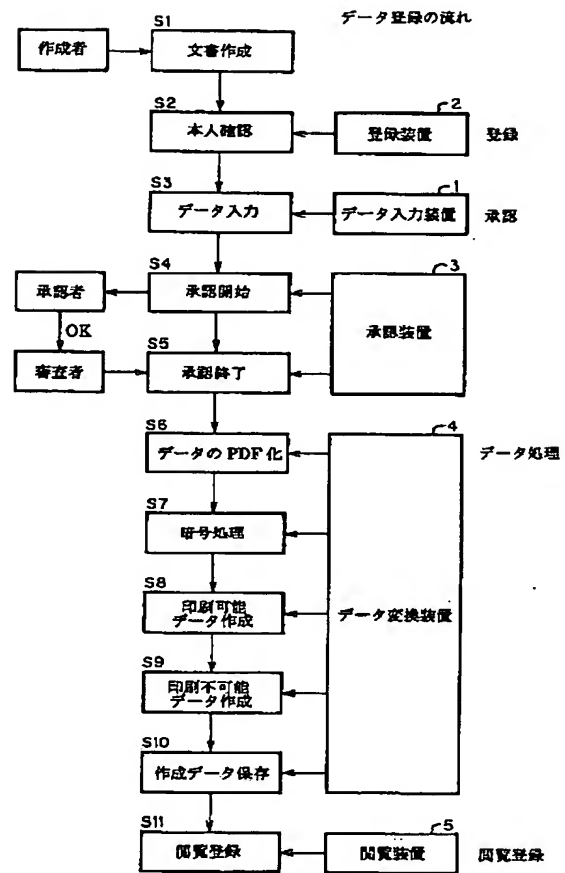 データ登録の流れ
S1
作成者
文書作成
S2
2
本人確認
登録装置
登録
S3
1
データ入力
データ入力装置
承認
S4
3
承認者
承認開始
OK
承認装置
S5
審査者
承認終了
S6
4
データのPDF化
データ処理
S7
暗号処理
S8
印刷可能
データ作成
データ変換装置
S9
印刷不可能
データ作成
S10
作成データ保存
S11
5
閲覧登録
閲覧装置
閲覧登録